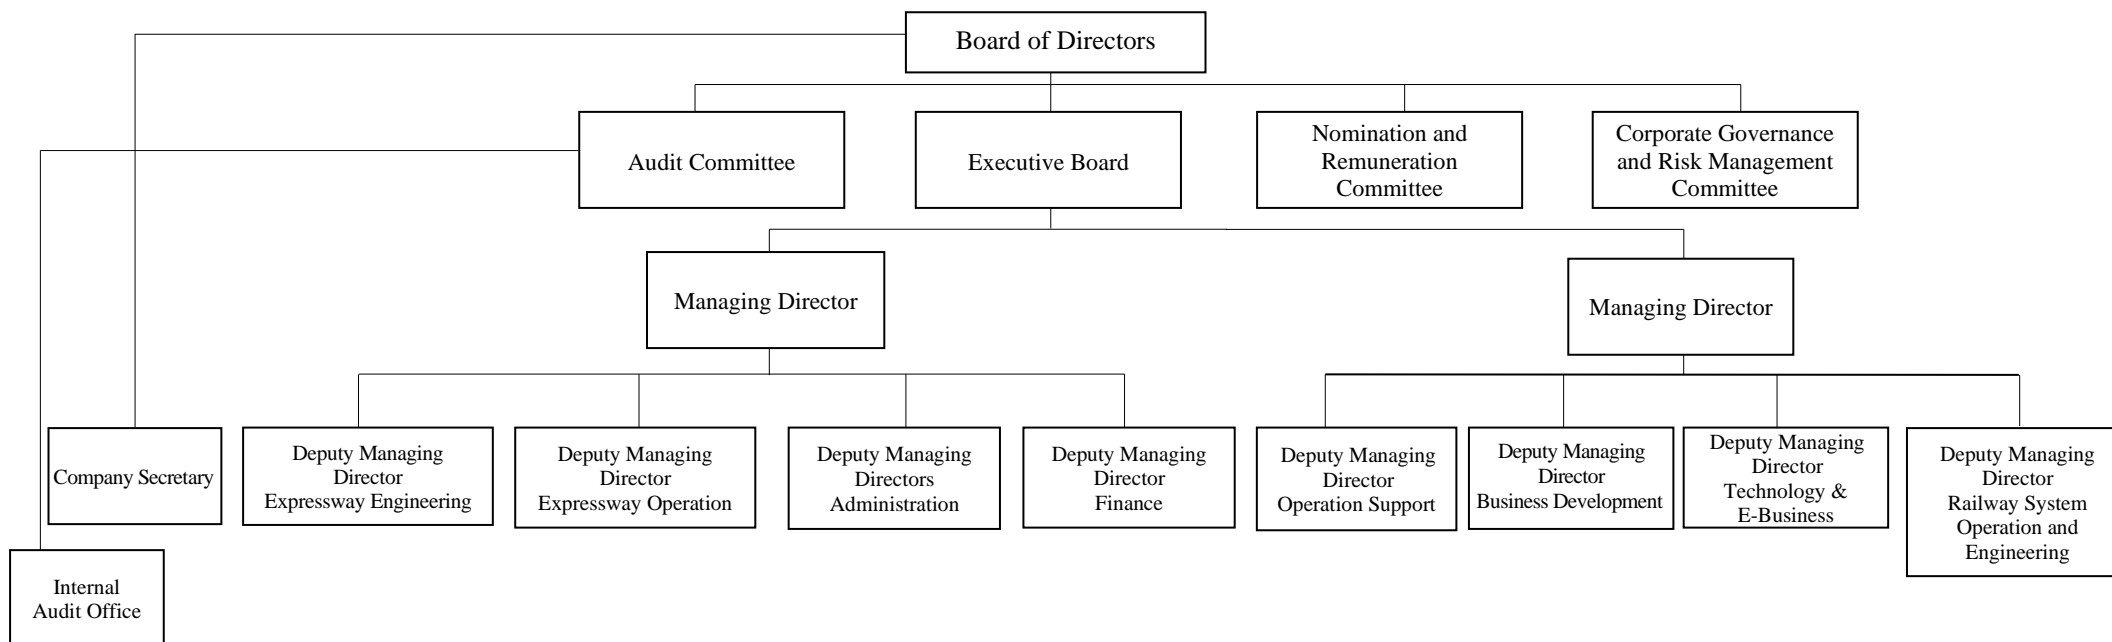 Board of Directors
Audit Committee
Executive Board
Nomination and
Remuneration
Committee
Corporate Governance
and Risk Management
Committee
Managing Director
Managing Director
Company Secretary
Deputy Managing
Director
Expressway Engineering
Deputy Managing
Director
Expressway Operation
Deputy Managing
Directors
Administration
Deputy Managing
Director
Finance
Deputy Managing
Director
Operation Support
Deputy Managing
Director
Business Development
Deputy Managing
Director
Technology &
E-Business
Deputy Managing
Director
Railway System
Operation and
Engineering
Internal
Audit Office